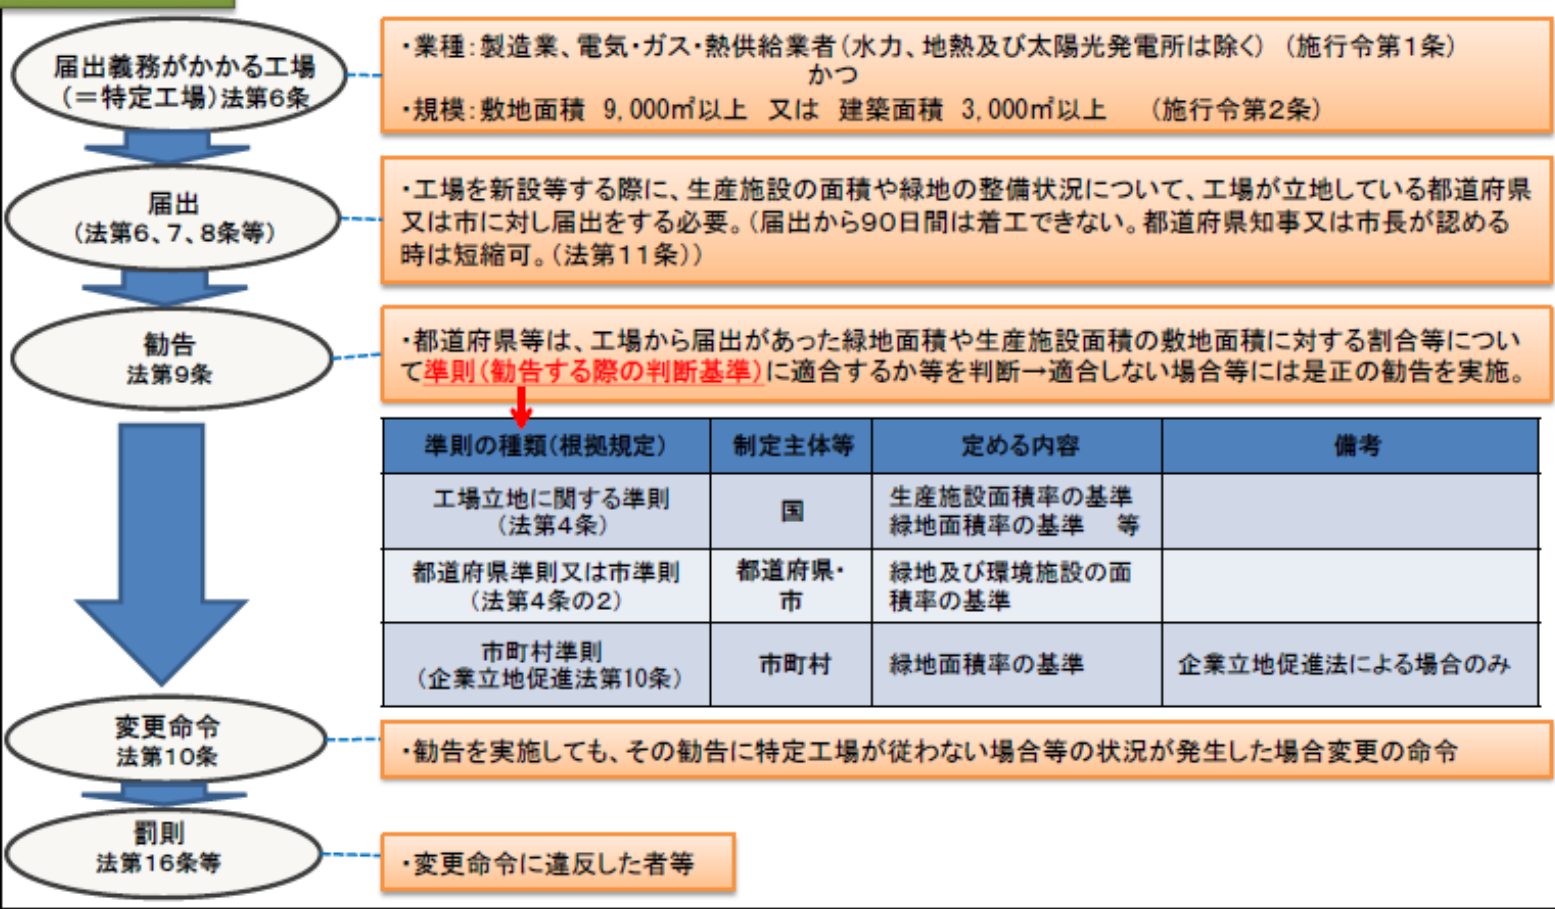 届出義務がかかる工場
(＝特定工場)法第6条
・業種：製造業、電気・ガス・熱供給業者(水力、地熱及び太陽光発電所は除く) (施行令第1条)
かつ
・規模：敷地面積 9,000㎡以上 又は 建築面積 3,000㎡以上 (施行令第2条)
届出
(法第6、7、8条等)
・工場を新設等する際に、生産施設の面積や緑地の整備状況について、工場が立地している都道府県
又は市に対し届出をする必要。(届出から90日間は着工できない。都道府県知事又は市長が認める
時は短縮可。(法第11条))
勧告
法第9条
・都道府県等は、工場から届出があった緑地面積や生産施設面積の敷地面積に対する割合等につい
て準則(勧告する際の判断基準)に適合するか等を判断→適合しない場合等には是正の勧告を実施。
準則の種類(根拠規定) 制定主体等 定める内容 備考
工場立地に関する準則
(法第4条)
国
生産施設面積率の基準
緑地面積率の基準 等
都道府県準則又は市準則
(法第4条の2)
都道府県・
市
緑地及び環境施設の面
積率の基準
市町村準則
(企業立地促進法第10条)
市町村
緑地面積率の基準
企業立地促進法による場合のみ
変更命令
法第10条
・勧告を実施しても、その勧告に特定工場が従わない場合等の状況が発生した場合変更の命令
罰則
法第16条等
・変更命令に違反した者等